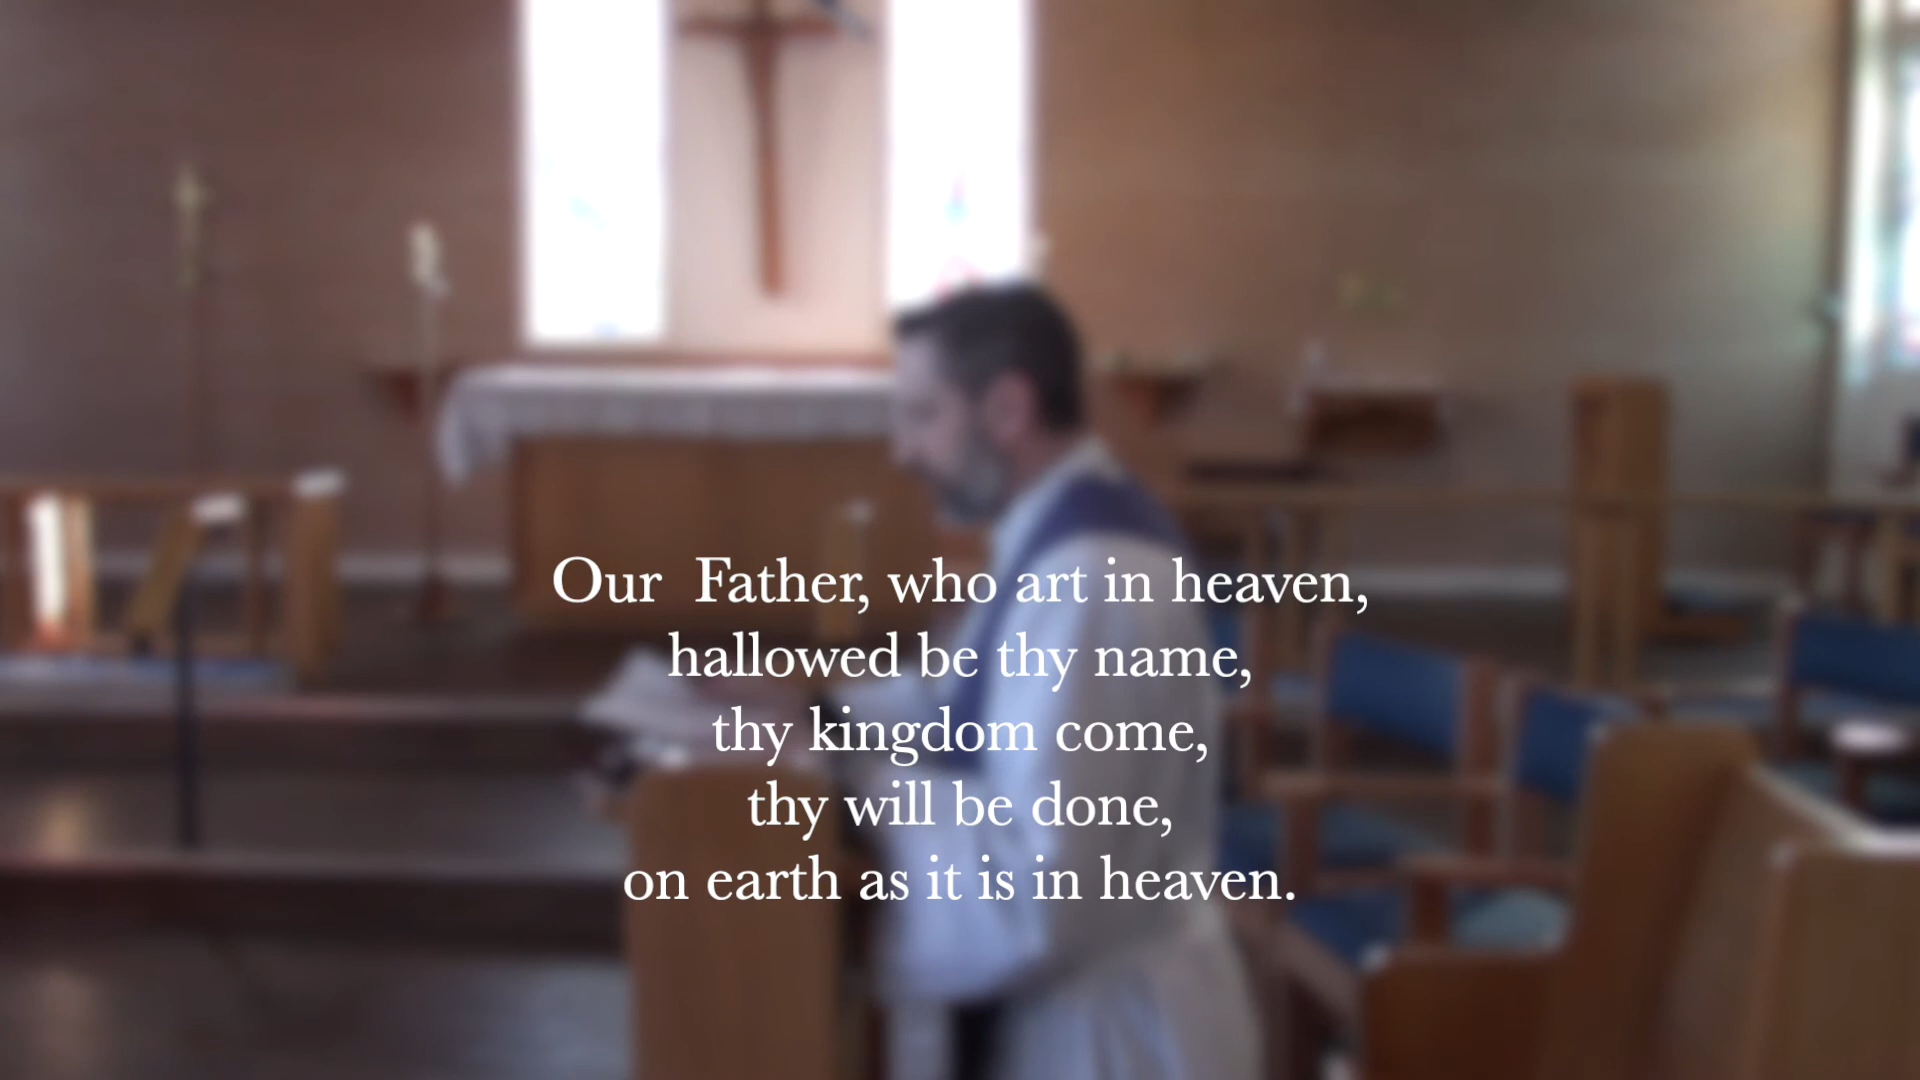 Our  Father, who art in heaven,
hallowed be thy name,
thy kingdom come,
thy will be done,
on earth as it is in heaven.